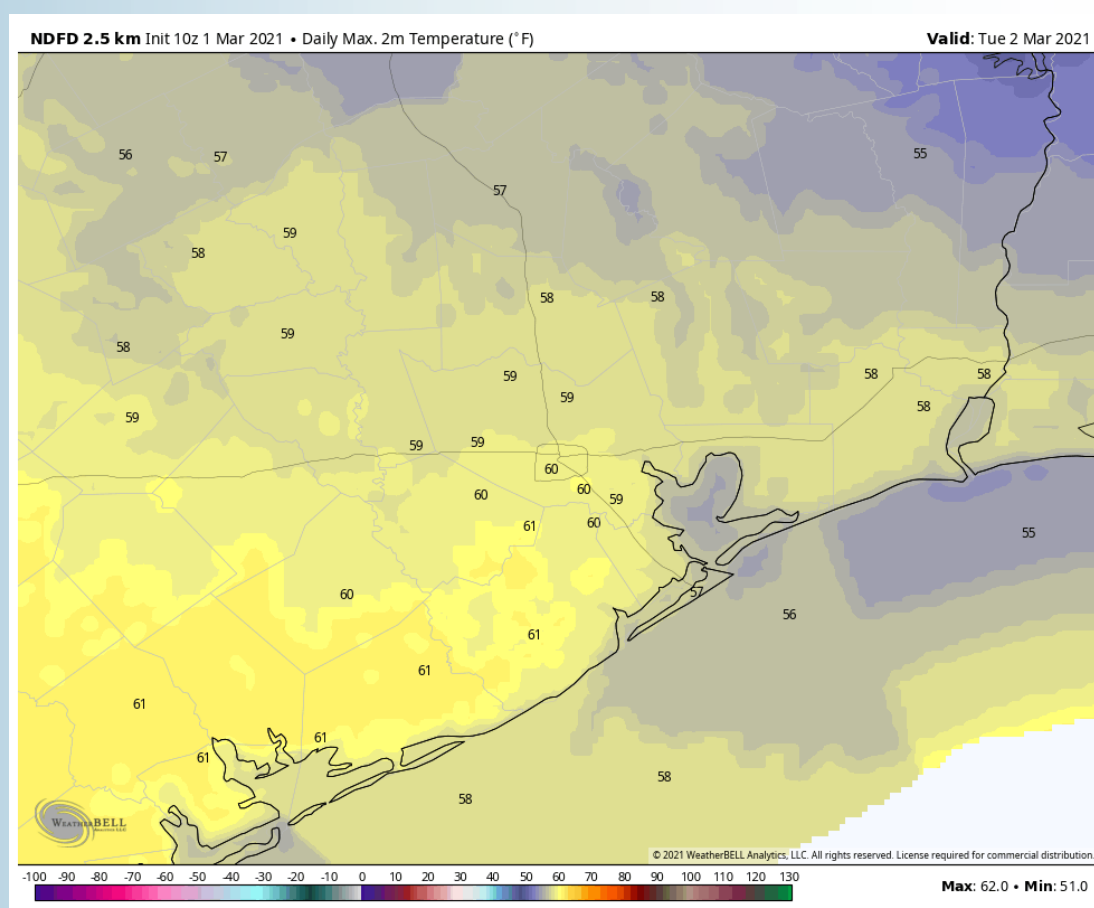 NDFD 2.5 km Init 10z 1 Mar 2021 • Daily Max. 2m Temperature (°F) Valid: Tue 2 Mar 2021
56 57 55
57
59
58
58 58
59
58
59 58 58
59 58
59
59 59
60
60 60 59
61 60
55
60 57
56
61
61
61
61
61
58
58
WEATHERBELL
ANALYTICS LLC
© 2021 WeatherBELL Analytics, LLC. All rights reserved. License required for commercial distribution.
-100 -90 -80 -70 -60 -50 -40 -30 -20 -10 0 10 20 30 40 50 60 70 80 90 100 110 120 130
Max: 62.0 • Min: 51.0